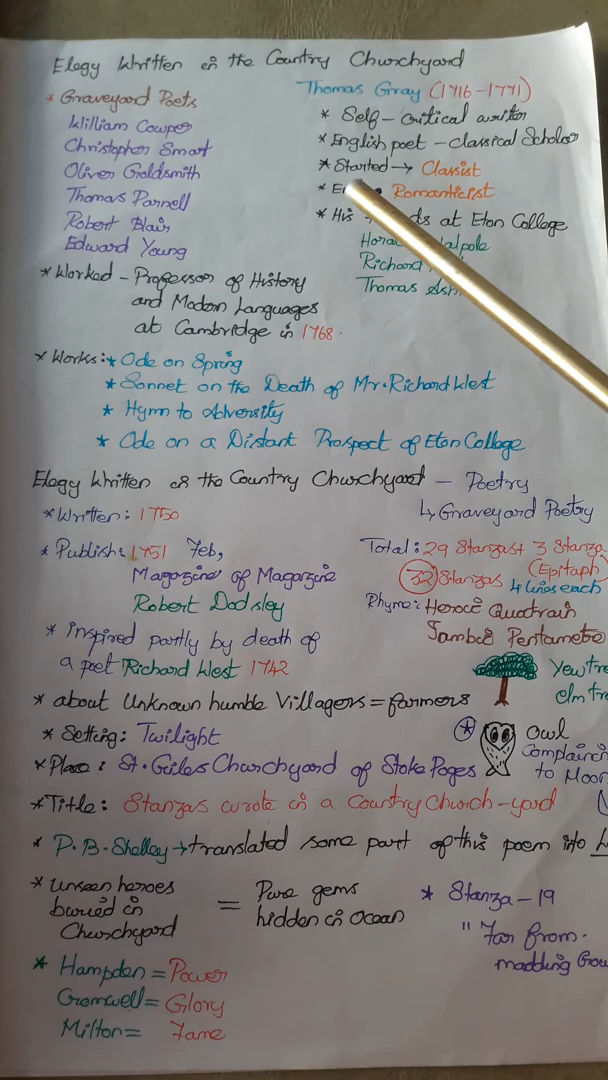 Elegy Written in the Country Churchyard
* Graveyard Poets
William Cowper
Christopher Smart
Oliver Goldsmith
Thomas Parnell
Robert Blair
Edward Young
Thomas Gray (1716-1771)
* Self-Critical writer
* English poet - classical Scholar
* Started → Classist
* Romanticist
* His at Eton College
Richard
Thomas
* Worked - Professor of History
and Modern Languages
at Cambridge in 1768.
* Works: * Ode on Spring
* Sonnet on the Death of Mr. Richard West
* Hymn to Adversity
* Ode on a Distant Prospect of Eton College
Elegy Written in the Country Churchyard - Poetry
↳ Graveyard Poetry
* Written: 1750
* Publish: 1751 Feb,
Magazine of Magarzine
Robert Dodsley
Total: 29 Stanzas + 3 Stanza
(Epitaph)
32 Stanzas 4 lines each
Rhyme: Heroic Quatrain
Iambic Pentametre
* inspired partly by death of
a poet Richard West 1742
* about Unknown humble Villagers = farmers
* Setting: Twilight
* Place: St. Giles Churchyard of Stoke Poges
Yew tre
elm tre
* Owl
Complaining
to Moon
* Title: Stanzas wrote in a Country Church-yard
* P.B. Shelley → translated some part of this poem into
* unseen heroes
buried in
Churchyard
= Pure gems
hidden in Ocean
* Stanza - 19
" Far from
madding Crow
* Hampden = Power
Cromwell = Glory
Milton = Fame